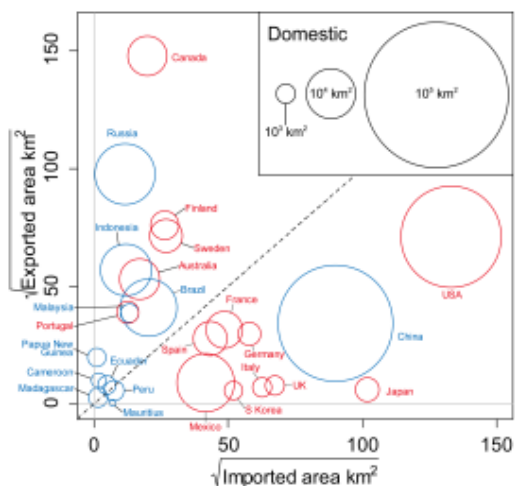 Domestic
10³ km²
10⁴ km²
10⁵ km²
150
100
50
0
√Exported area km²
Canada
Russia
Finland
Indonesia
Sweden
Australia
Brazil
Malaysia
Portugal
France
USA
China
Papua New
Guinea
Spain
Ecuador
Germany
Cameroon
Italy
UK
Madagascar
Peru
S Korea
Japan
Mauritius
Mexico
0
50
100
150
√Imported area km²